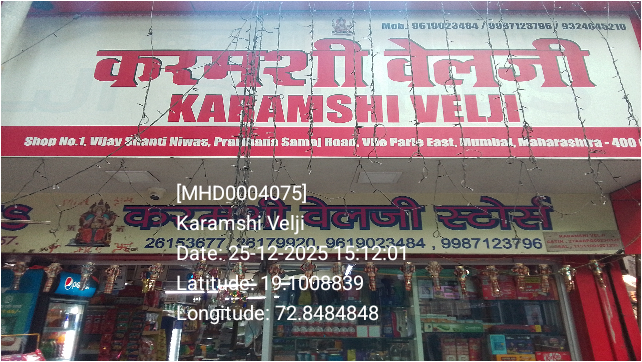 Mob: 9619023484 / 9987123796 / 9324645210
करमशी वेलजी
KARAMSHI VELJI
Shop No.1, Vijay Shanti Niwas, Prarthana Samaj Road, Vile Parle East, Mumbai, Maharashtra - 400
[MHD0004075]
करमशी वेलजी स्टोर्स
Karamshi Velji
26153677 / 28179920, 9619023484 , 9987123796
Date: 25-12-2025 15:12:01
Latitude: 19.1008839
Longitude: 72.8484848